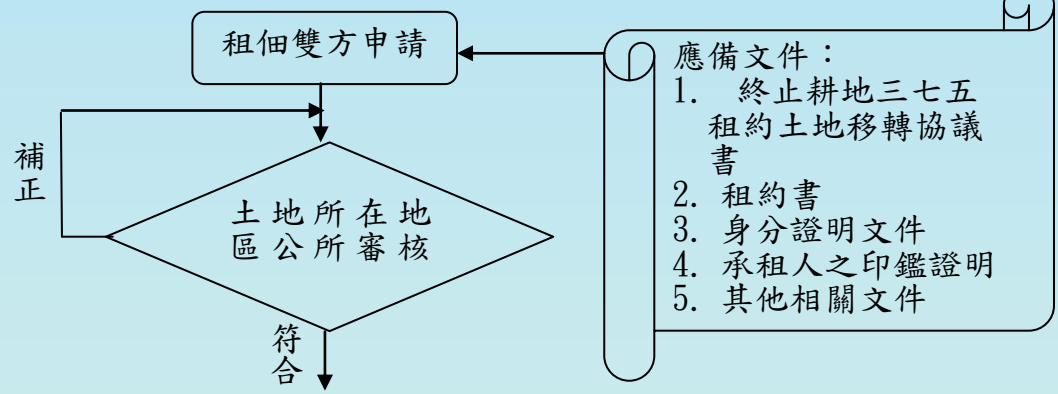 租佃雙方申請
應備文件：
1. 終止耕地三七五
租約土地移轉協議
書
2. 租約書
3. 身分證明文件
4. 承租人之印鑑證明
5. 其他相關文件
補正
土地所在地
區公所審核
符合